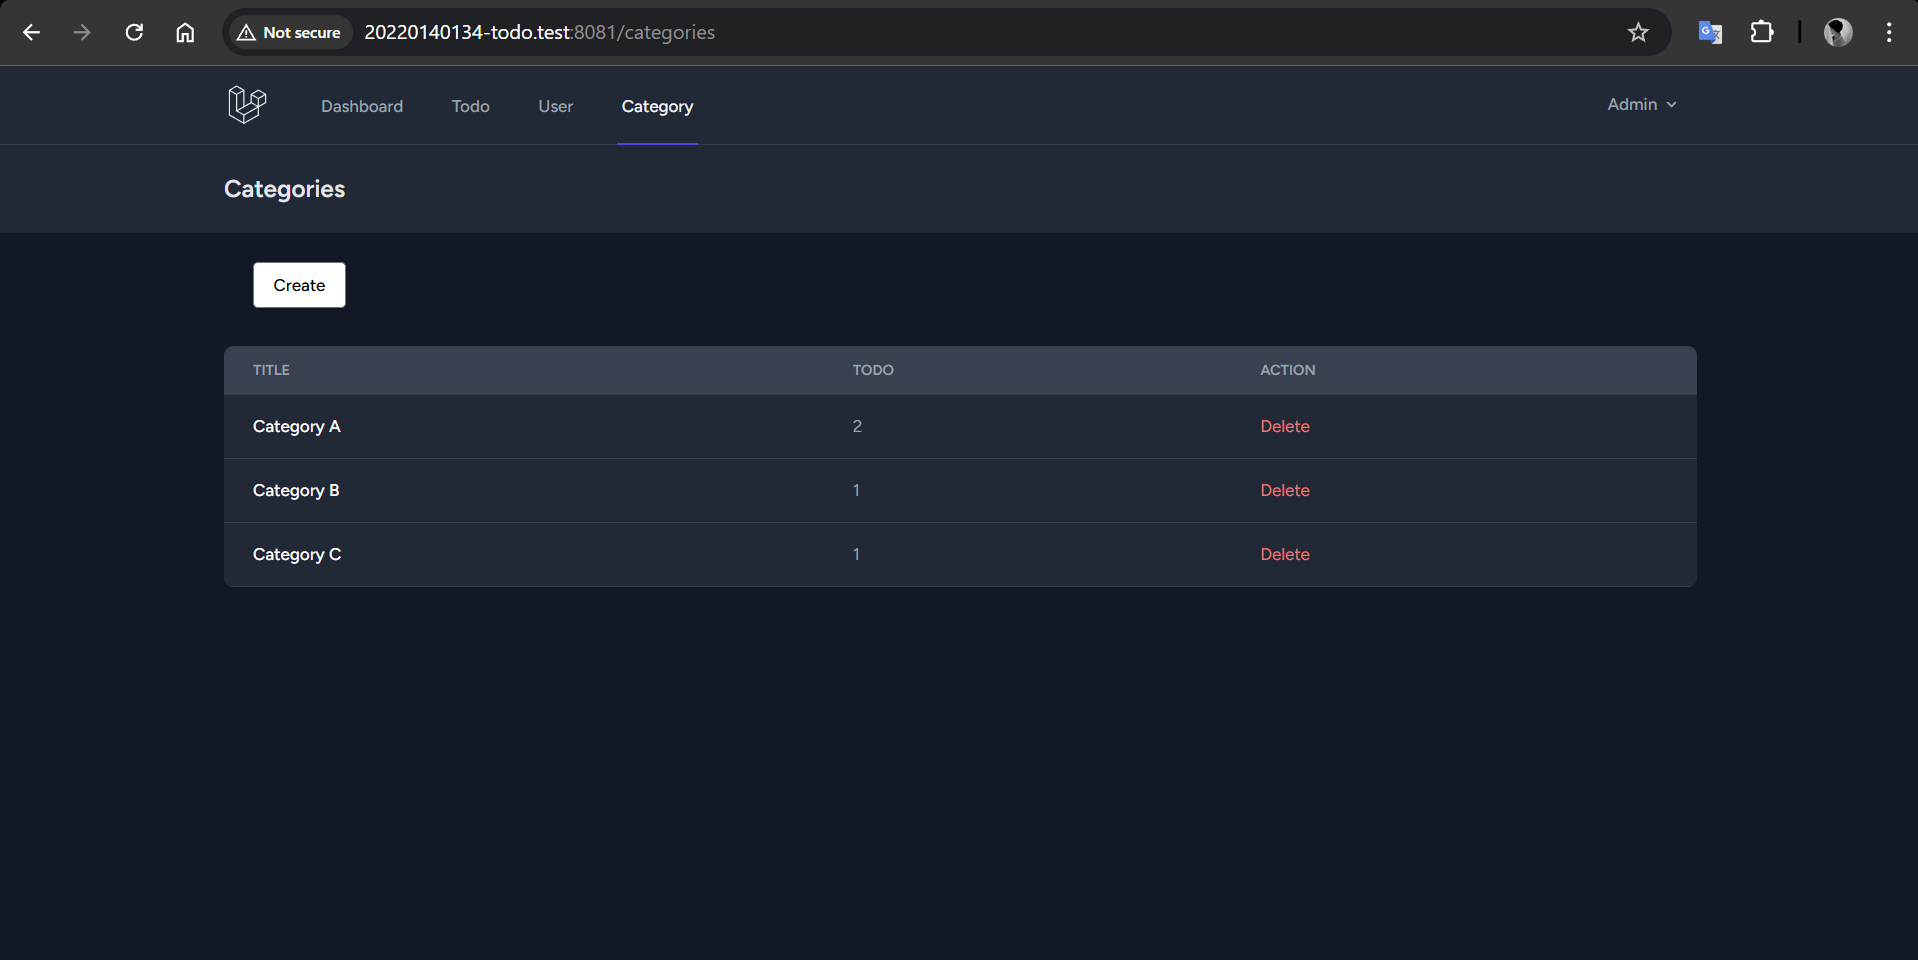 Not secure 20220140134-todo.test:8081/categories
Dashboard Todo User Category Admin
Categories
Create
TITLE TODO ACTION
Category A 2 Delete
Category B 1 Delete
Category C 1 Delete